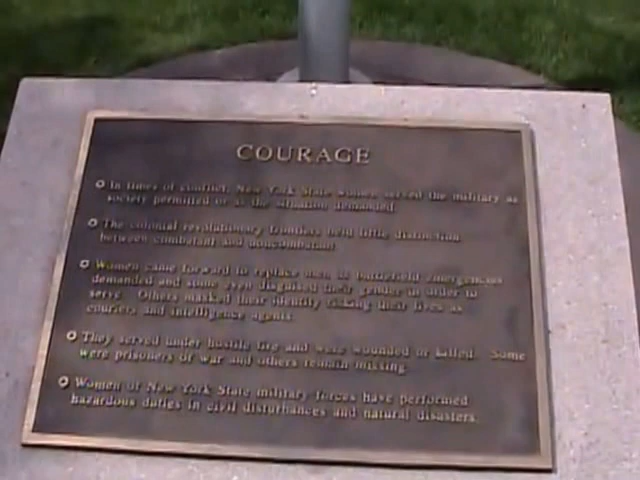 COURAGE
In times of conflict, New York State women served the military as
society permitted or as the situation demanded
The colonial revolutionary frontiers held little distinction
between combatant and noncombatant
Women came forward to replace men as battlefield emergencies
demanded and some even disguised their gender in order to
serve. Others masked their identity risking their lives as
couriers and intelligence agents.
They served under hostile fire and were wounded or killed. Some
were prisoners of war and others remain missing.
Women of New York State military forces have performed
hazardous duties in civil disturbances and natural disasters.